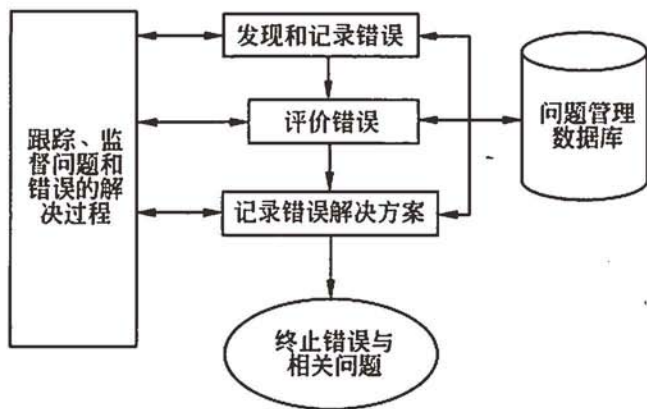 发现和记录错误
评价错误
记录错误解决方案
终止错误与
相关问题
跟踪、监
督问题和
错误的解
决过程
问题管理
数据库